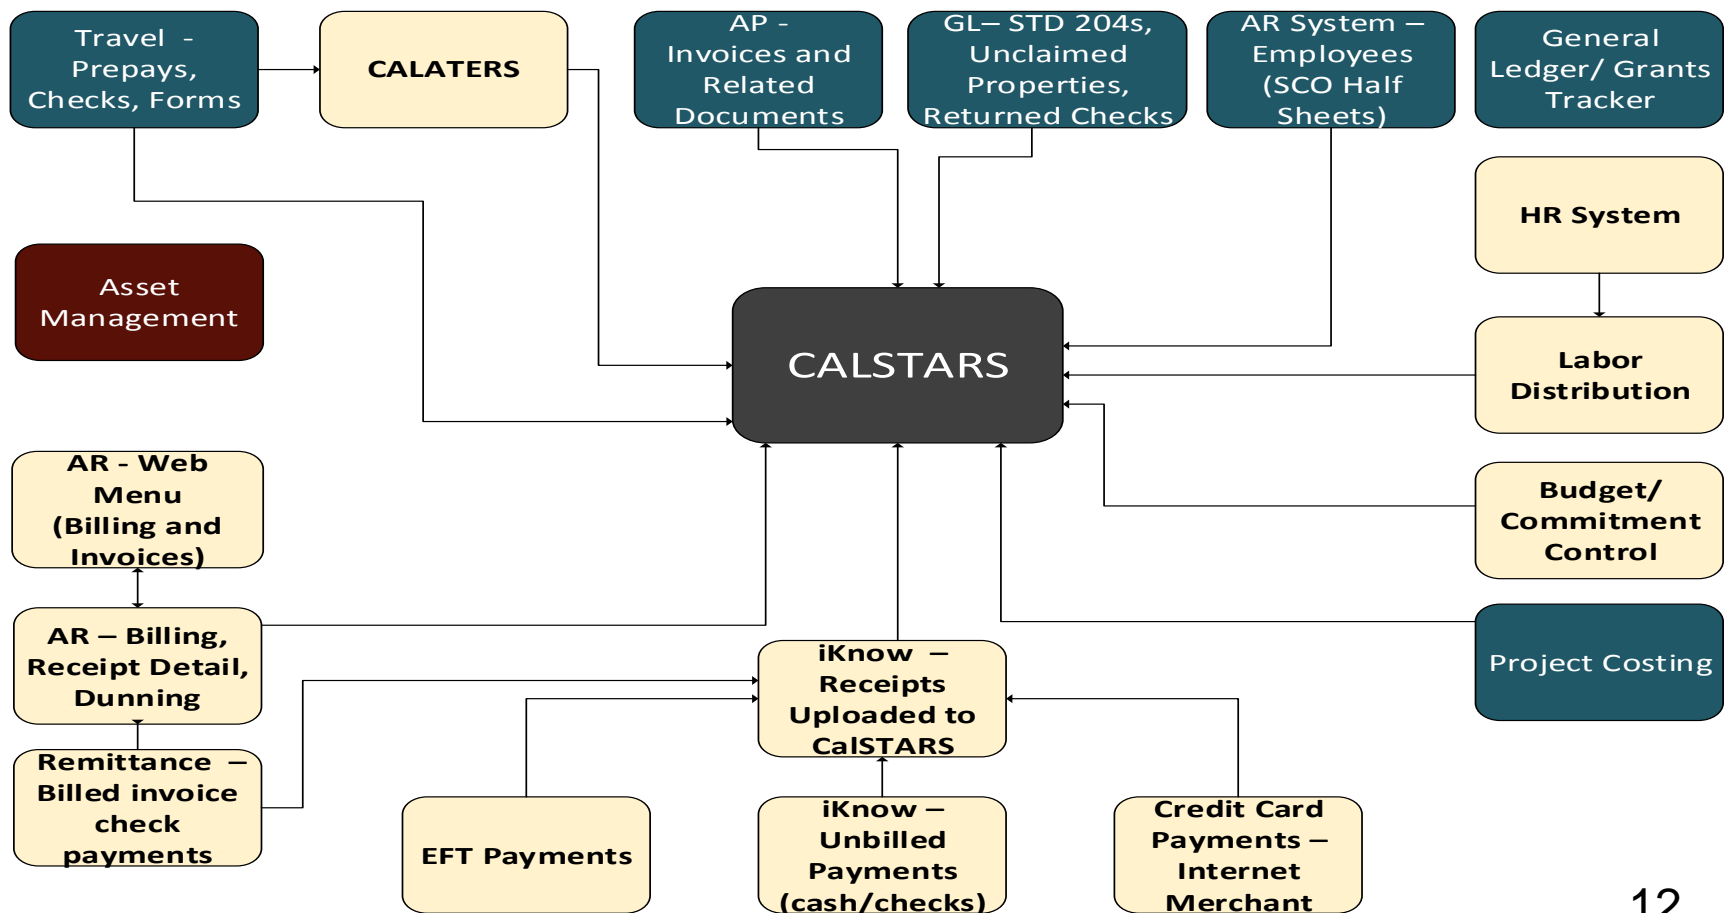 Travel -
Prepays,
Checks, Forms
CALATERS
AP -
Invoices and
Related
Documents
GL– STD 204s,
Unclaimed
Properties,
Returned Checks
AR System –
Employees
(SCO Half
Sheets)
General
Ledger/ Grants
Tracker
HR System
Asset
Management
CALSTARS
Labor
Distribution
AR - Web
Menu
(Billing and
Invoices)
Budget/
Commitment
Control
AR – Billing,
Receipt Detail,
Dunning
iKnow –
Receipts
Uploaded to
CalSTARS
Project Costing
Remittance –
Billed invoice
check
payments
EFT Payments
iKnow –
Unbilled
Payments
(cash/checks)
Credit Card
Payments –
Internet
Merchant
12